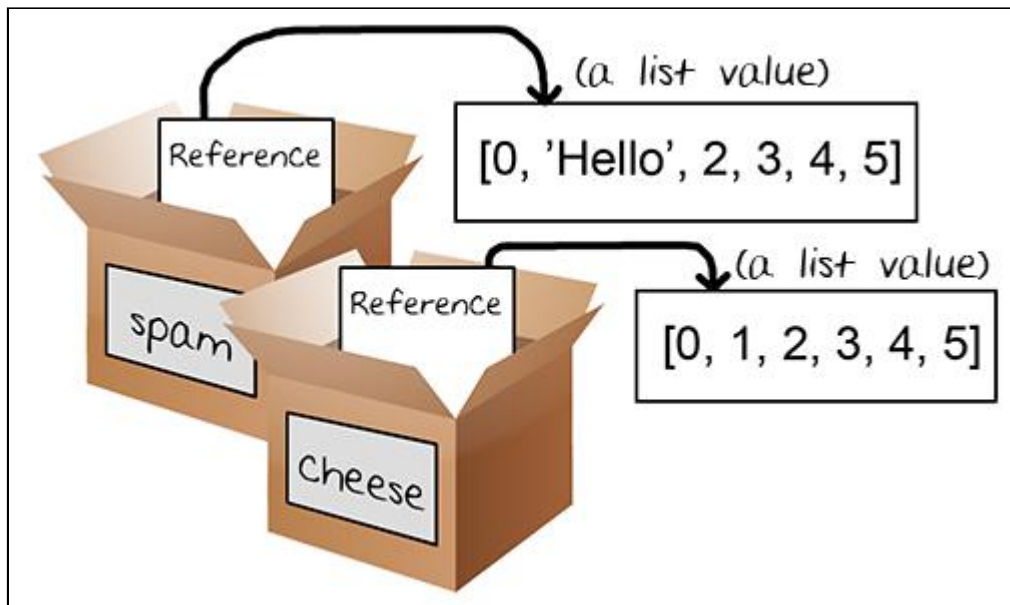 (a list value)
Reference
[0, ’Hello’, 2, 3, 4, 5]
(a list value)
Reference
spam
[0, 1, 2, 3, 4, 5]
Cheese